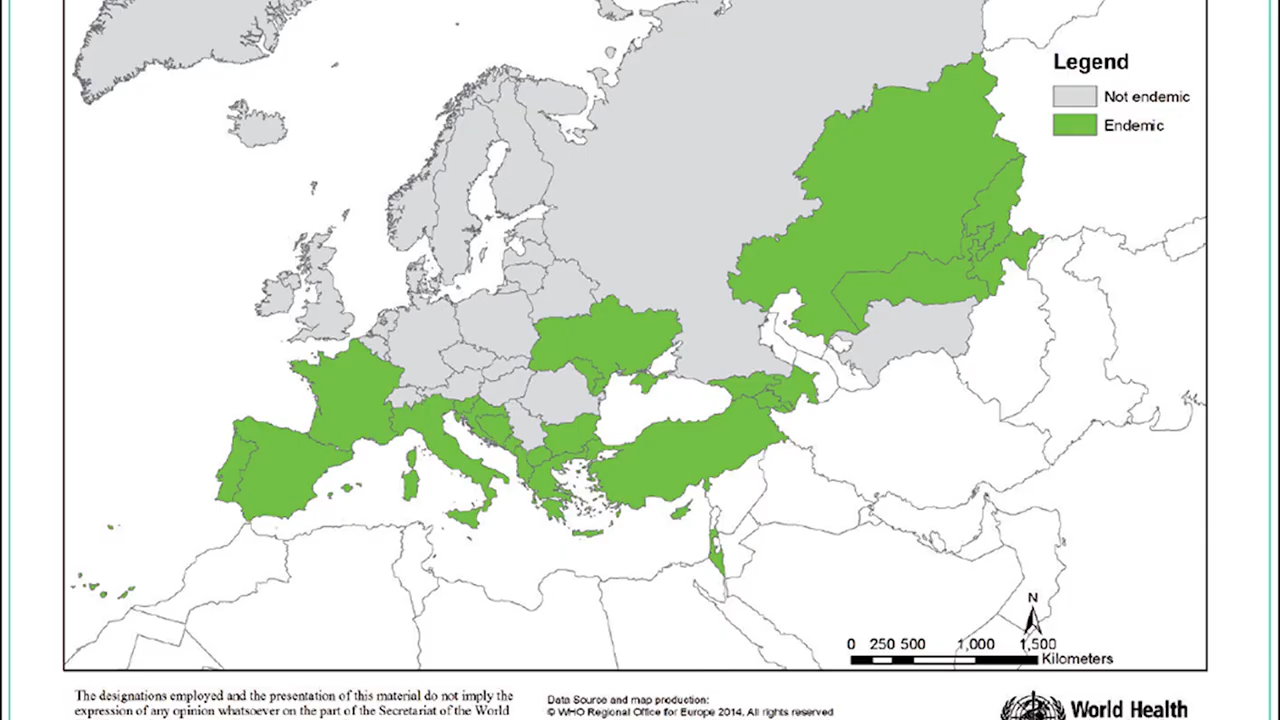 Legend
Not endemic
Endemic
N
0 250 500 1,000 1,500
Kilometers
The designations employed and the presentation of this material do not imply the
expression of any opinion whatsoever on the part of the Secretariat of the World
Data Source and map production:
© WHO Regional Office for Europe 2014. All rights reserved
World Health